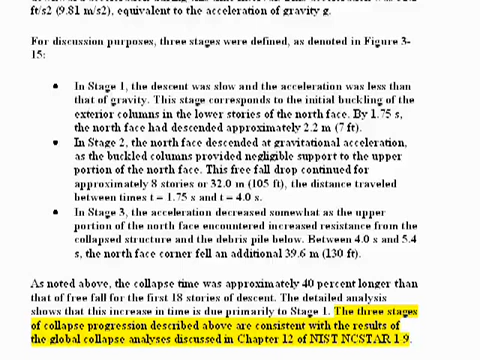 ft/s2 (9.81 m/s2), equivalent to the acceleration of gravity g.
For discussion purposes, three stages were defined, as denoted in Figure 3-
15:
• In Stage 1, the descent was slow and the acceleration was less than
that of gravity. This stage corresponds to the initial buckling of the
exterior columns in the lower stories of the north face. By 1.75 s,
the north face had descended approximately 2.2 m (7 ft).
• In Stage 2, the north face descended at gravitational acceleration,
as the buckled columns provided negligible support to the upper
portion of the north face. This free fall drop continued for
approximately 8 stories or 32.0 m (105 ft), the distance traveled
between times t = 1.75 s and t = 4.0 s.
• In Stage 3, the acceleration decreased somewhat as the upper
portion of the north face encountered increased resistance from the
collapsed structure and the debris pile below. Between 4.0 s and 5.4
s, the north face corner fell an additional 39.6 m (130 ft).
As noted above, the collapse time was approximately 40 percent longer than
that of free fall for the first 18 stories of descent. The detailed analysis
shows that this increase in time is due primarily to Stage 1. The three stages
of collapse progression described above are consistent with the results of
the global collapse analyses discussed in Chapter 12 of NIST NCSTAR 1 9.